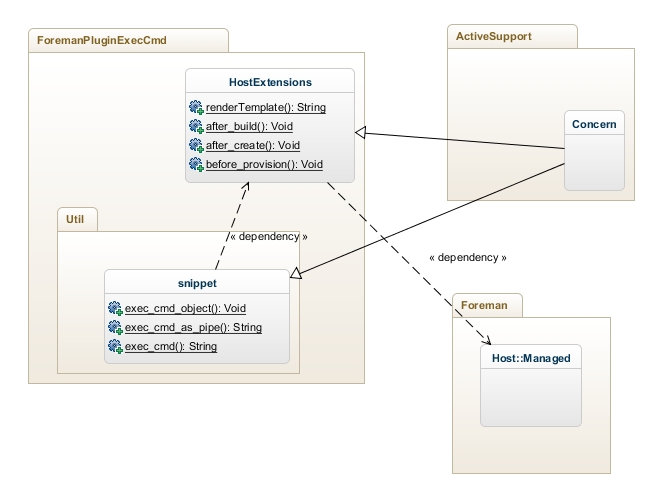 ForemanPluginExecCmd
HostExtensions
renderTemplate(): String
after_build(): Void
after_create(): Void
before_provision(): Void
Util
« dependency »
snippet
exec_cmd_object(): Void
exec_cmd_as_pipe(): String
exec_cmd(): String
ActiveSupport
Concern
« dependency »
Foreman
Host::Managed